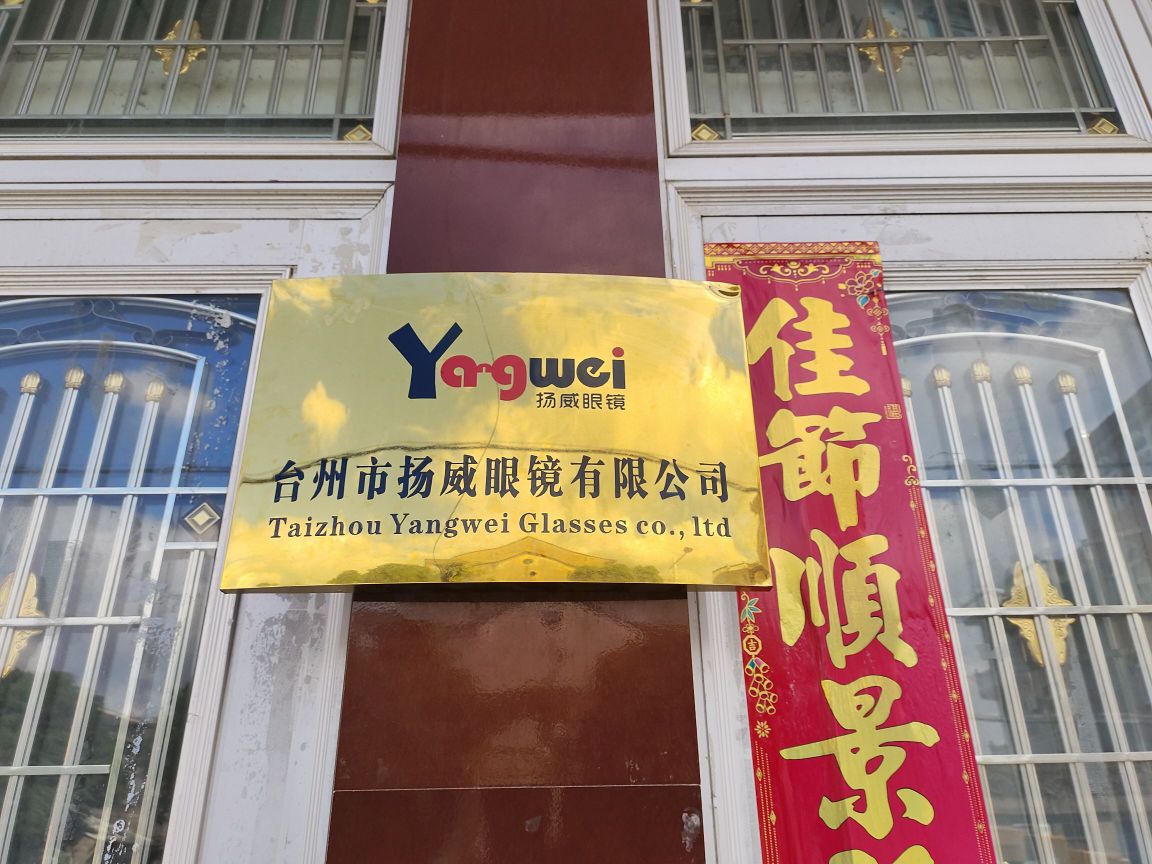 Yangwei
扬威眼镜
台州市扬威眼镜有限公司
Taizhou Yangwei Glasses co., ltd
佳節順景
吉